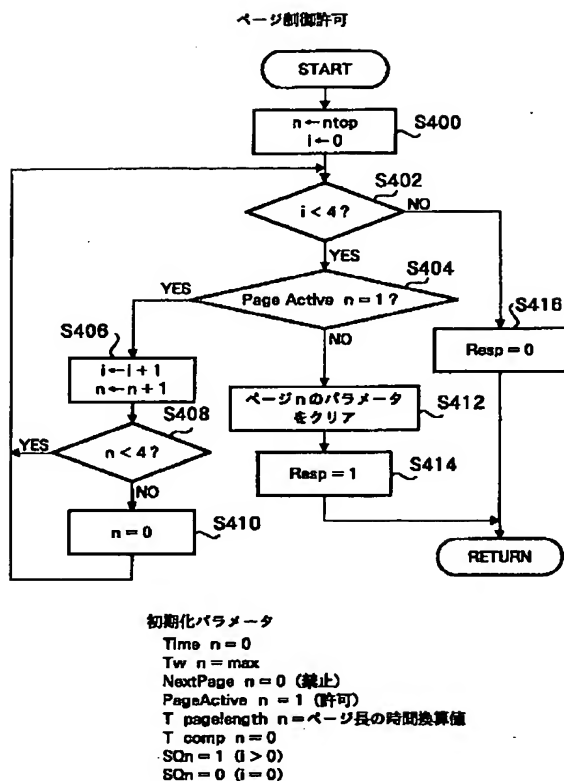 ページ制御許可
START
n←ntop
i←0
S400
S402
i<4?
NO
YES
S404
YES
Page Active n=1?
S406
NO
S416
i←i+1
n←n+1
Resp=0
S408
ページnのパラメータ
をクリア
S412
YES
n<4?
NO
Resp=1
S414
n=0
S410
RETURN
初期化パラメータ
Time n=0
Tw n=max
NextPage n=0 (禁止)
PageActive n=1 (許可)
T pagelength n=ページ長の時間換算値
T comp n=0
SQn=1 (i>0)
SQn=0 (i=0)